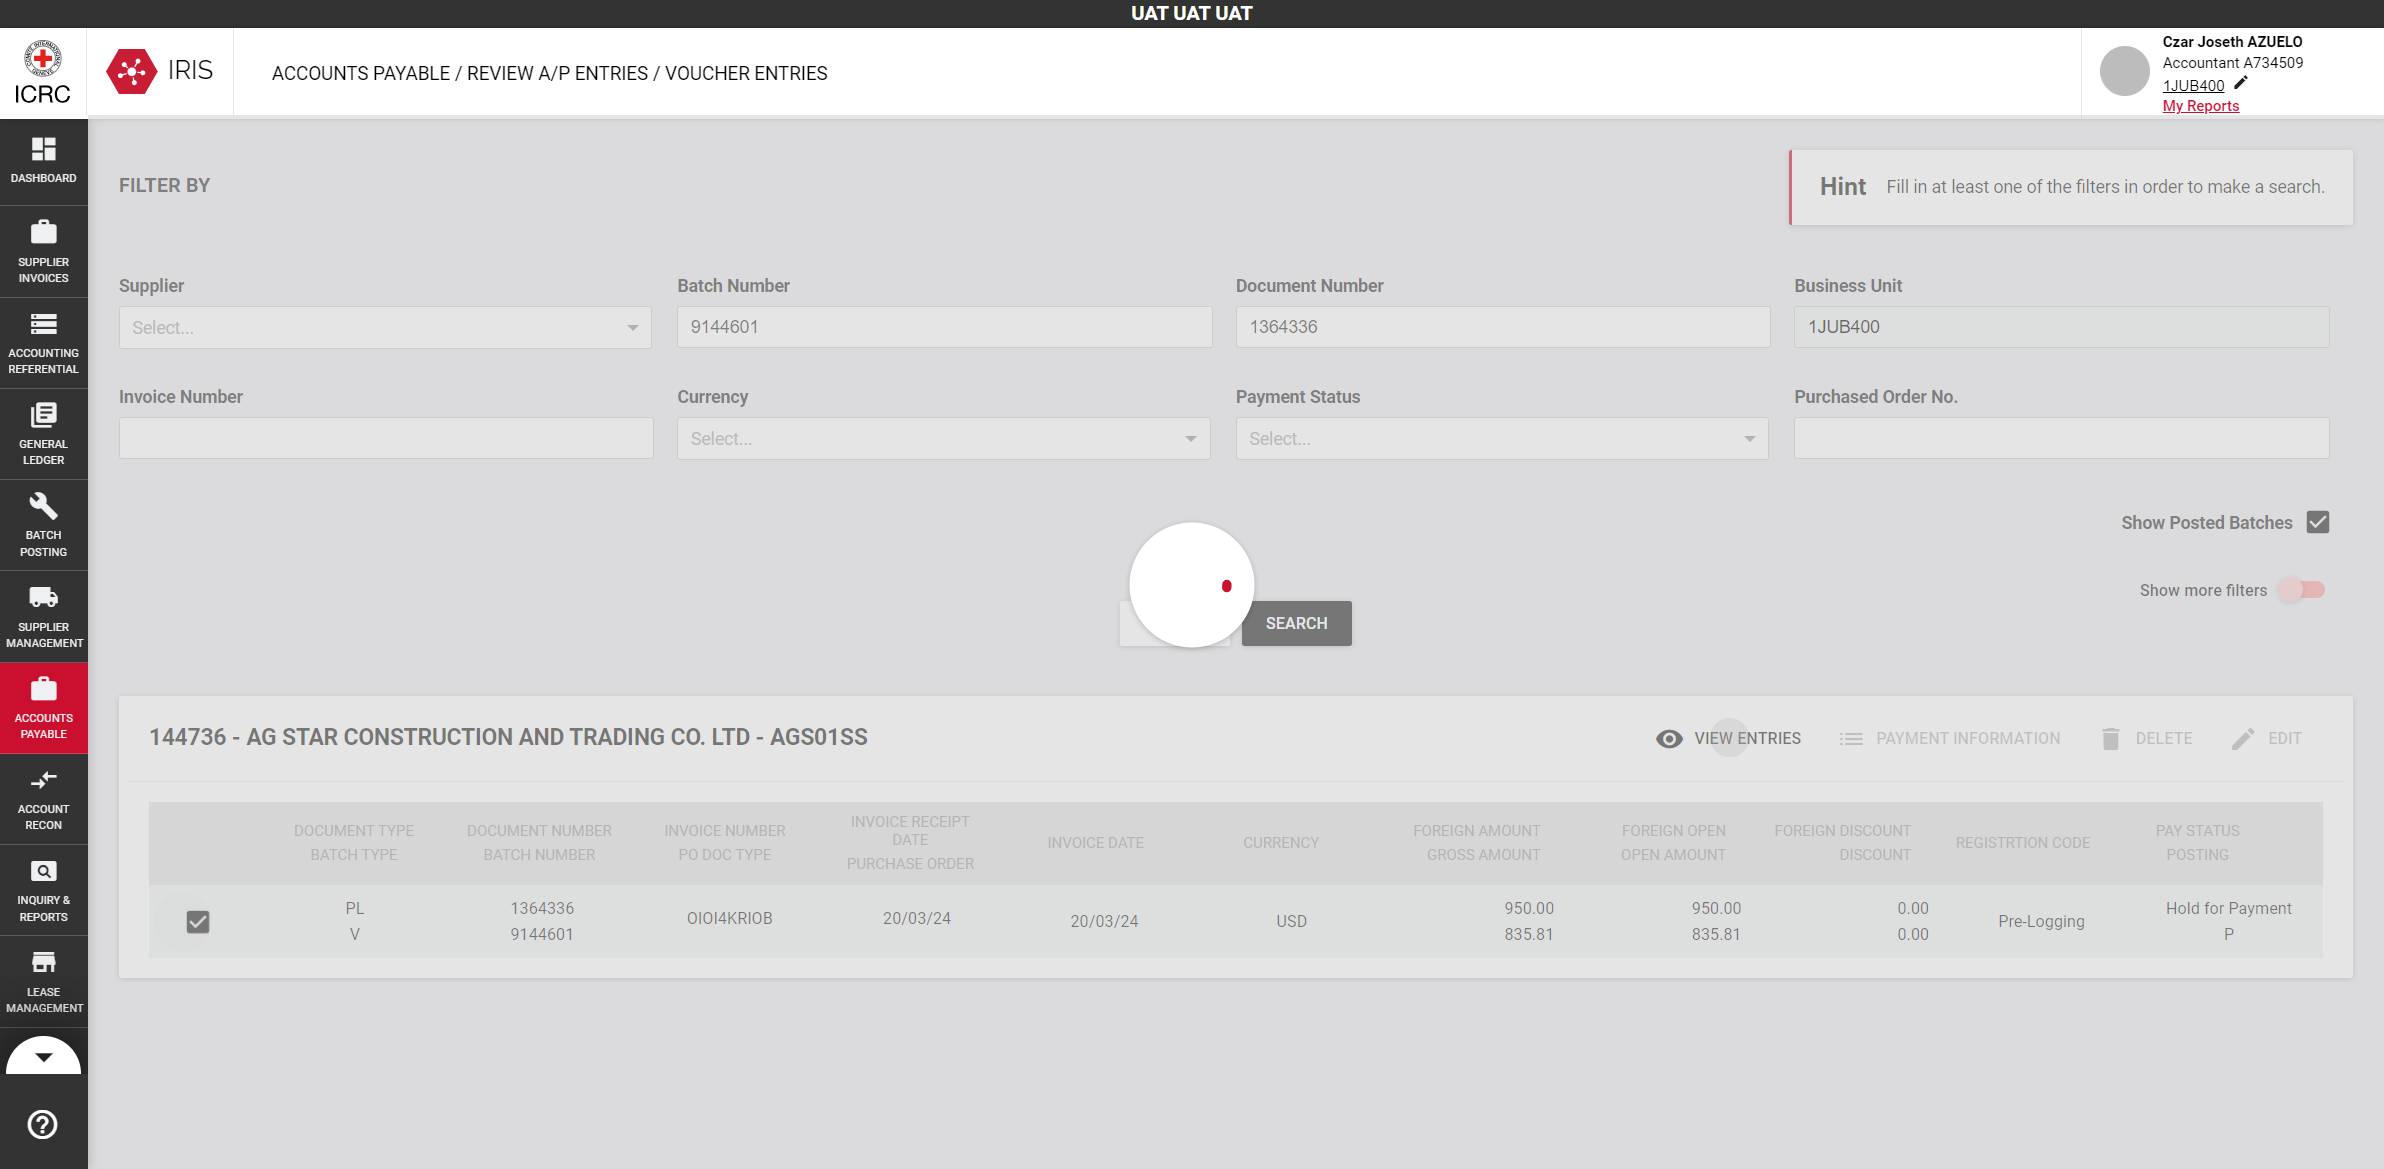 UAT UAT UAT
ICRC
IRIS
ACCOUNTS PAYABLE / REVIEW A/P ENTRIES / VOUCHER ENTRIES
Czar Joseth AZUELO
Accountant A734509
1JUB400
My Reports
DASHBOARD
SUPPLIER
INVOICES
ACCOUNTING
REFERENTIAL
GENERAL
LEDGER
BATCH
POSTING
SUPPLIER
MANAGEMENT
ACCOUNTS
PAYABLE
ACCOUNT
RECON
INQUIRY &
REPORTS
LEASE
MANAGEMENT
FILTER BY
Hint Fill in at least one of the filters in order to make a search.
Supplier Batch Number Document Number Business Unit
Select... 9144601 1364336 1JUB400
Invoice Number Currency Payment Status Purchased Order No.
Select... Select...
Show Posted Batches
Show more filters
SEARCH
144736 - AG STAR CONSTRUCTION AND TRADING CO. LTD - AGS01SS
VIEW ENTRIES PAYMENT INFORMATION DELETE EDIT
DOCUMENT TYPE
BATCH TYPE
DOCUMENT NUMBER
BATCH NUMBER
INVOICE NUMBER
PO DOC TYPE
INVOICE RECEIPT
DATE
PURCHASE ORDER
INVOICE DATE
CURRENCY
FOREIGN AMOUNT
GROSS AMOUNT
FOREIGN OPEN
OPEN AMOUNT
FOREIGN DISCOUNT
DISCOUNT
REGISTRTION CODE
PAY STATUS
POSTING
PL
V
1364336
9144601
OIOI4KRIOB
20/03/24
20/03/24
USD
950.00
835.81
950.00
835.81
0.00
0.00
Pre-Logging
Hold for Payment
P